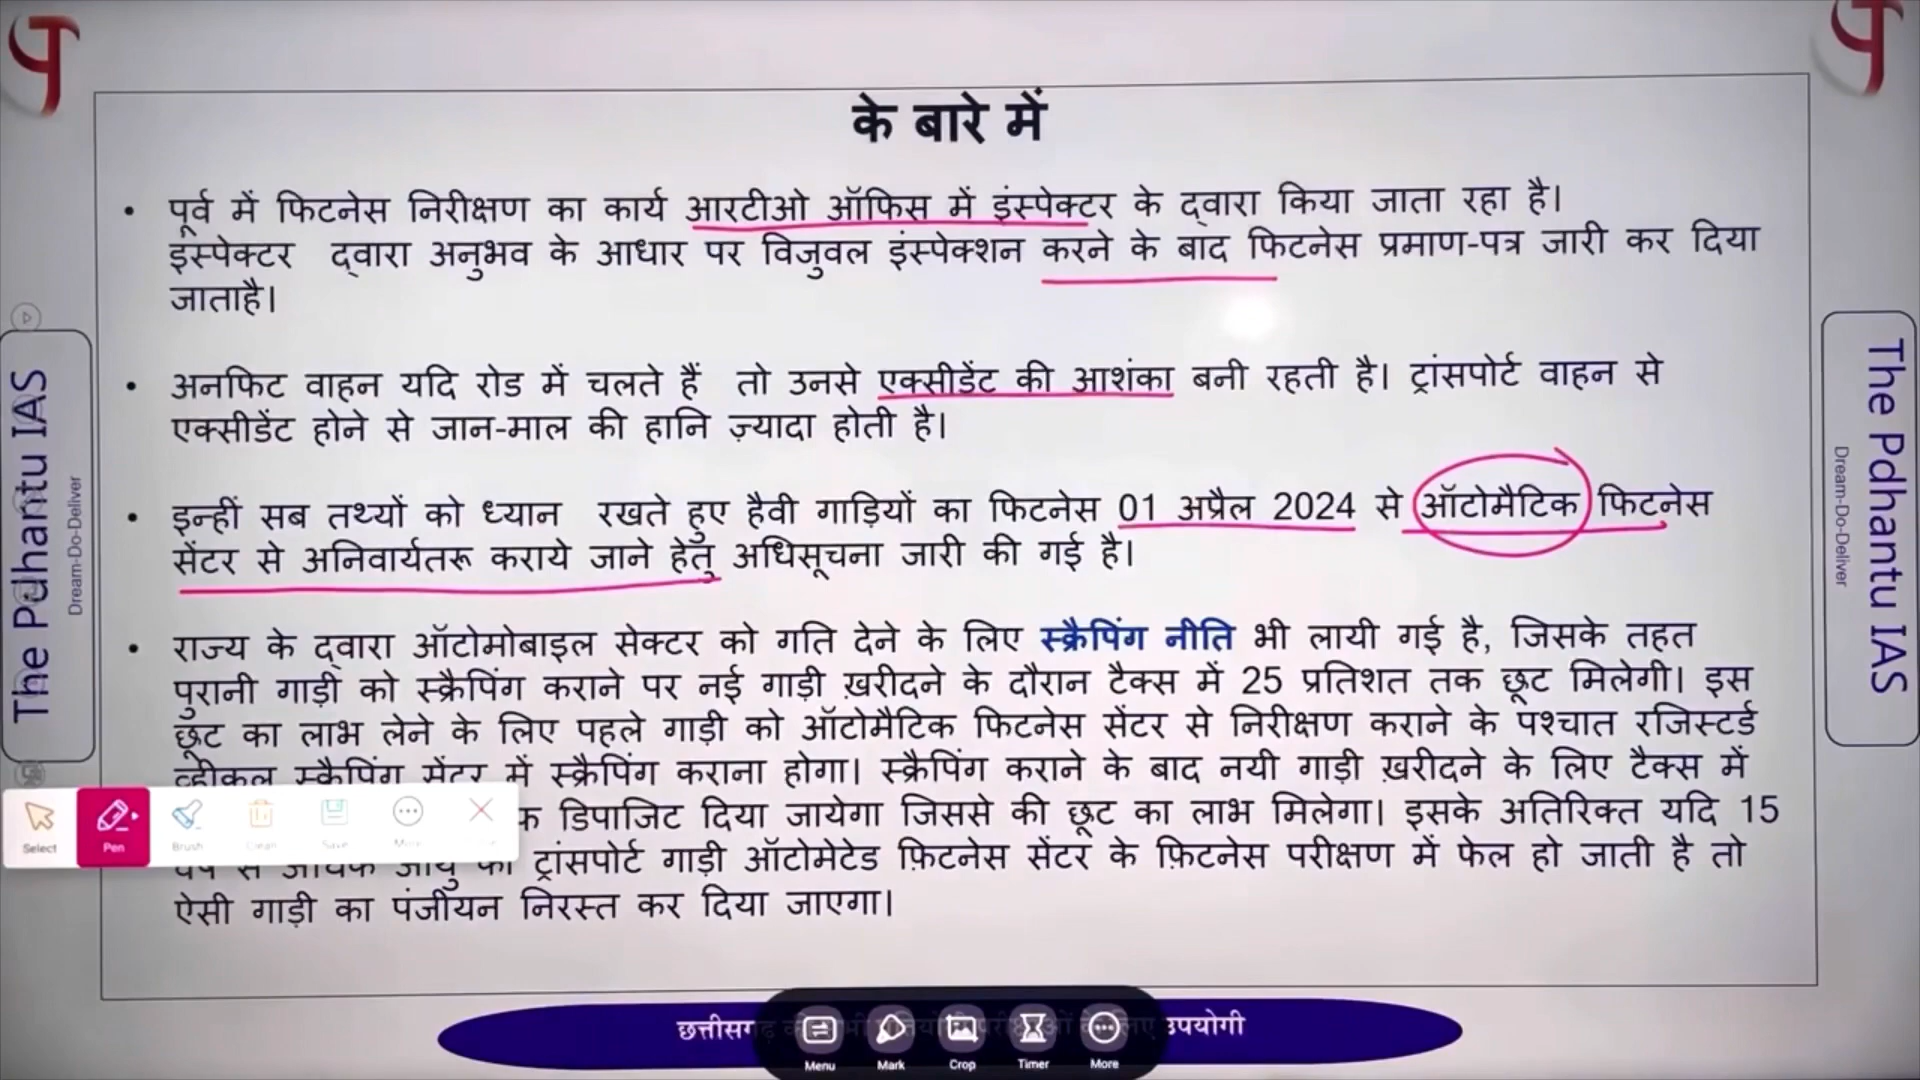 के बारे में
• पूर्व में फिटनेस निरीक्षण का कार्य आरटीओ ऑफिस में इंस्पेक्टर के द्वारा किया जाता रहा है।
इंस्पेक्टर द्वारा अनुभव के आधार पर विजुवल इंस्पेक्शन करने के बाद फिटनेस प्रमाण-पत्र जारी कर दिया
जाताहै।
• अनफिट वाहन यदि रोड में चलते हैं तो उनसे एक्सीडेंट की आशंका बनी रहती है। ट्रांसपोर्ट वाहन से
एक्सीडेंट होने से जान-माल की हानि ज़्यादा होती है।
• इन्हीं सब तथ्यों को ध्यान रखते हुए हैवी गाड़ियों का फिटनेस 01 अप्रैल 2024 से ऑटोमैटिक फिटनेस
सेंटर से अनिवार्यतरू कराये जाने हेतु अधिसूचना जारी की गई है।
• राज्य के द्वारा ऑटोमोबाइल सेक्टर को गति देने के लिए स्क्रैपिंग नीति भी लायी गई है, जिसके तहत
पुरानी गाड़ी को स्क्रैपिंग कराने पर नई गाड़ी ख़रीदने के दौरान टैक्स में 25 प्रतिशत तक छूट मिलेगी। इस
छूट का लाभ लेने के लिए पहले गाड़ी को ऑटोमैटिक फिटनेस सेंटर से निरीक्षण कराने के पश्चात रजिस्टर्ड
व्हीकल स्क्रैपिंग सेंटर में स्क्रैपिंग कराना होगा। स्क्रैपिंग कराने के बाद नयी गाड़ी ख़रीदने के लिए टैक्स में
डिपाजिट दिया जायेगा जिससे की छूट का लाभ मिलेगा। इसके अतिरिक्त यदि 15
ट्रांसपोर्ट गाड़ी ऑटोमेटेड फ़िटनेस सेंटर के फ़िटनेस परीक्षण में फेल हो जाती है तो
ऐसी गाड़ी का पंजीयन निरस्त कर दिया जाएगा।
The Pdhantu IAS
Dream-Do-Deliver
The Pdhantu IAS
Dream-Do-Deliver
Select Pen Brush Clean Save More
उपयोगी
Menu Mark Crop Timer More